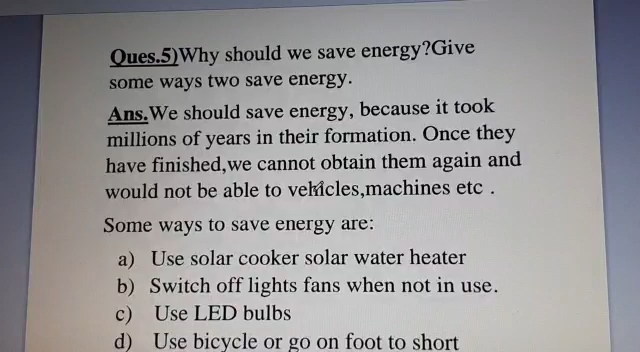 Ques.5)Why should we save energy?Give
some ways two save energy.
Ans.We should save energy, because it took
millions of years in their formation. Once they
have finished,we cannot obtain them again and
would not be able to vehicles,machines etc .
Some ways to save energy are:
a) Use solar cooker solar water heater
b) Switch off lights fans when not in use.
c) Use LED bulbs
d) Use bicycle or go on foot to short